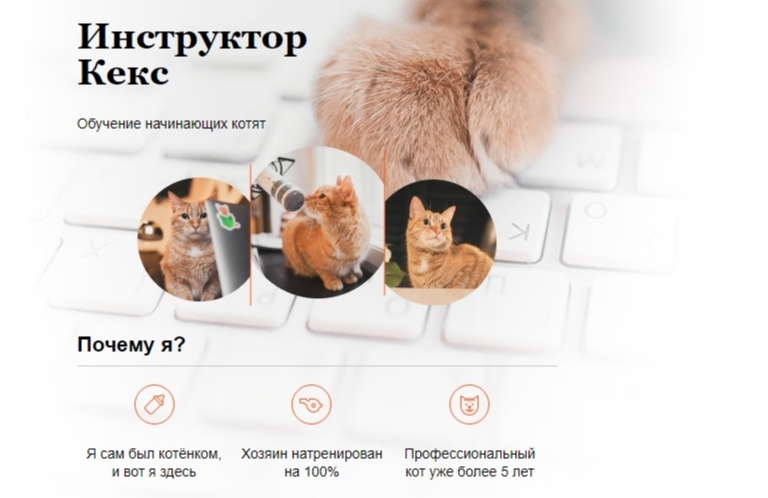 Инструктор
Кекс
Обучение начинающих котят
Почему я?
Я сам был котёнком,
и вот я здесь
Хозяин натренирован
на 100%
Профессиональный
кот уже более 5 лет